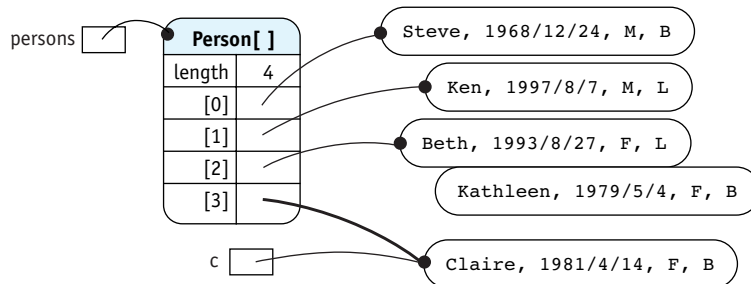 persons
Person[ ]
length 4
[0]
[1]
[2]
[3]
c
Steve, 1968/12/24, M, B
Ken, 1997/8/7, M, L
Beth, 1993/8/27, F, L
Kathleen, 1979/5/4, F, B
Claire, 1981/4/14, F, B